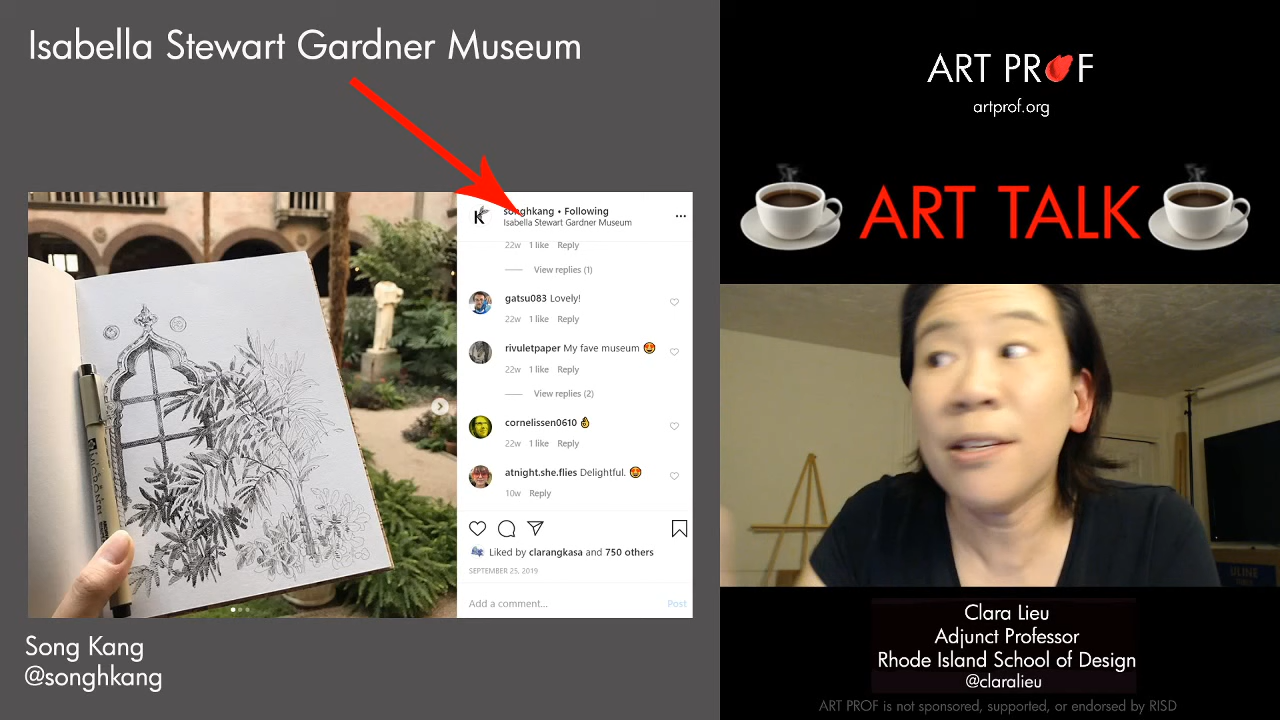 Isabella Stewart Gardner Museum
songhkang • Following
Isabella Stewart Gardner Museum
22w 1 like Reply
View replies (1)
gatsu083 Lovely!
22w 1 like Reply
rivuletpaper My fave museum 🤩
22w 1 like Reply
View replies (2)
cornelissen0610 👌
22w 1 like Reply
atnight.she.flies Delightful. 🤩
10w Reply
Liked by clarangkasa and 750 others
SEPTEMBER 25, 2019
Add a comment... Post
Song Kang
@songhkang
ART PROF
artprof.org
ART TALK
ULINE
Clara Lieu
Adjunct Professor
Rhode Island School of Design
@claralieu
ART PROF is not sponsored, supported, or endorsed by RISD